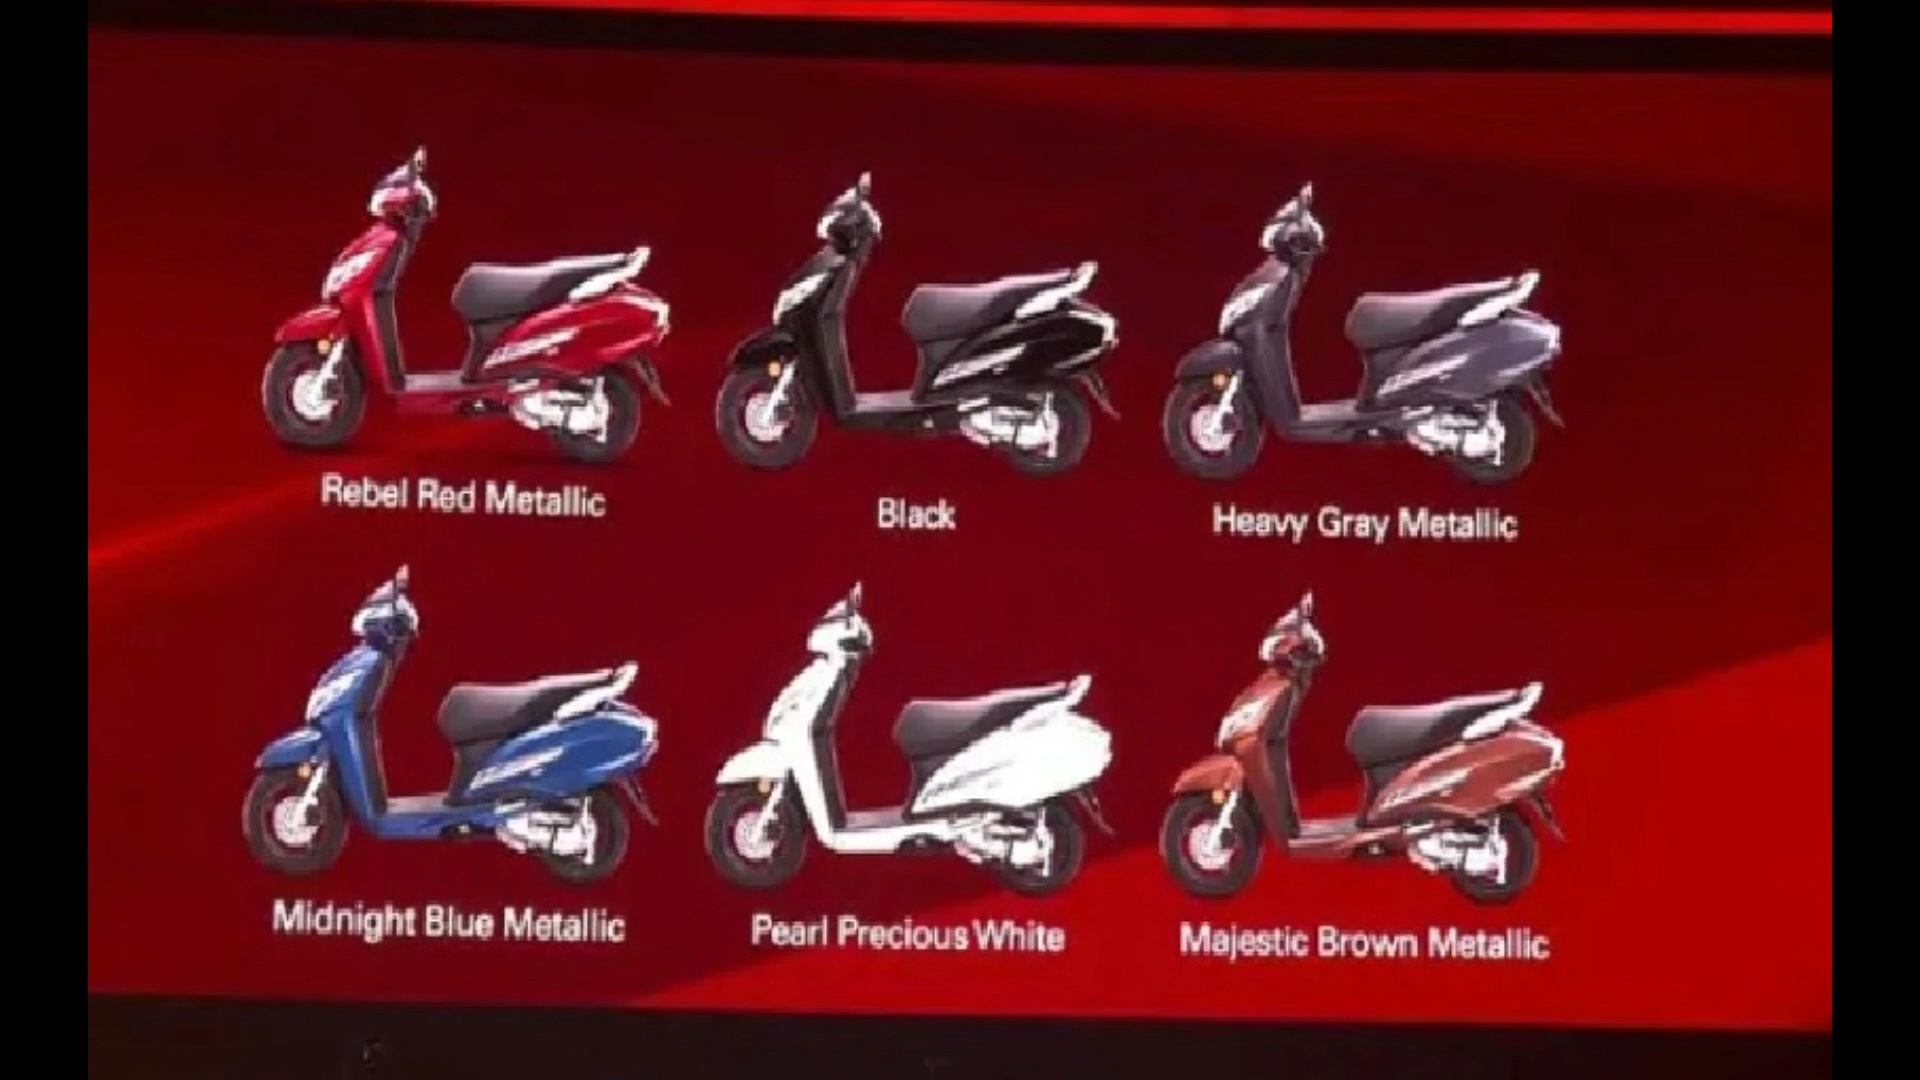 Rebel Red Metallic
Black
Heavy Gray Metallic
Midnight Blue Metallic
Pearl Precious White
Majestic Brown Metallic